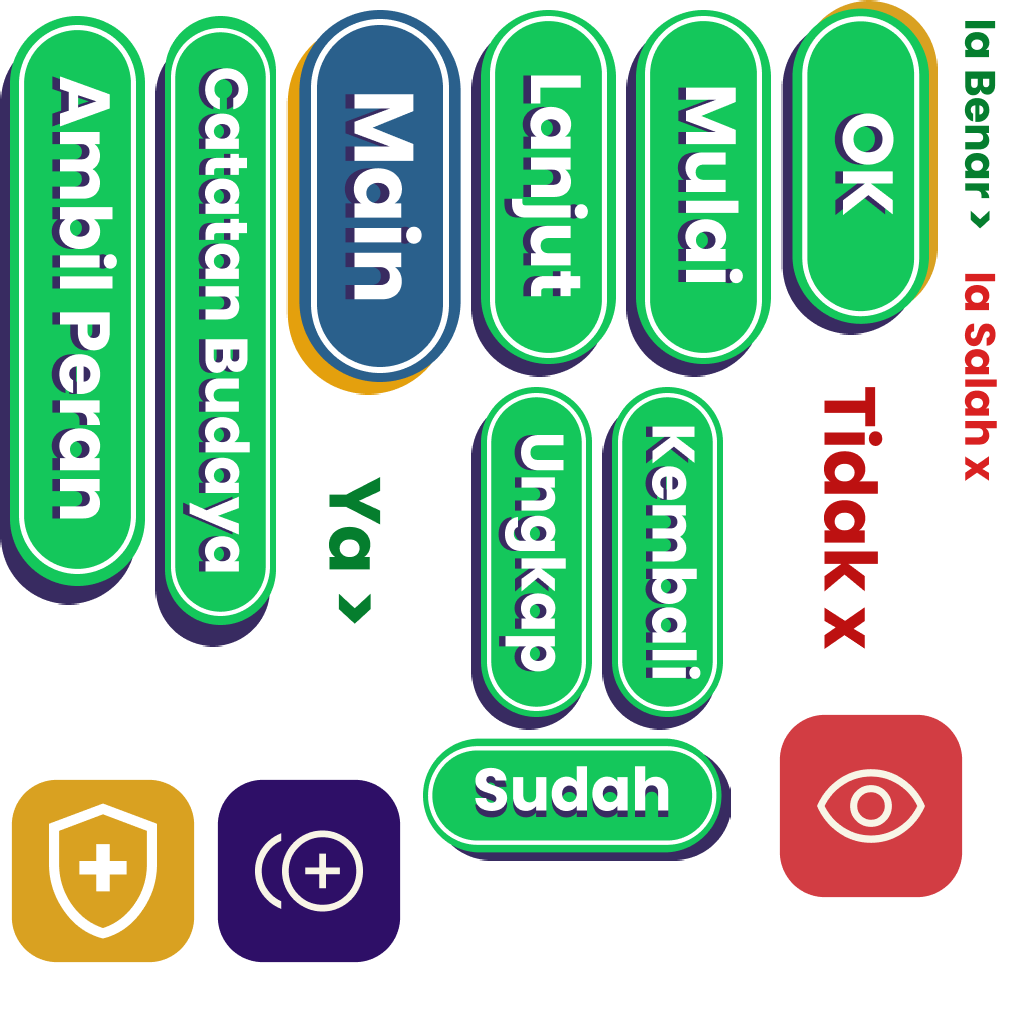 Ambil Peran
Catatan Budaya
Main
Lanjut
Mulai
OK
Ia Benar >
Ia Salah x
Ya >
Ungkap
Kembali
Tidak x
Sudah